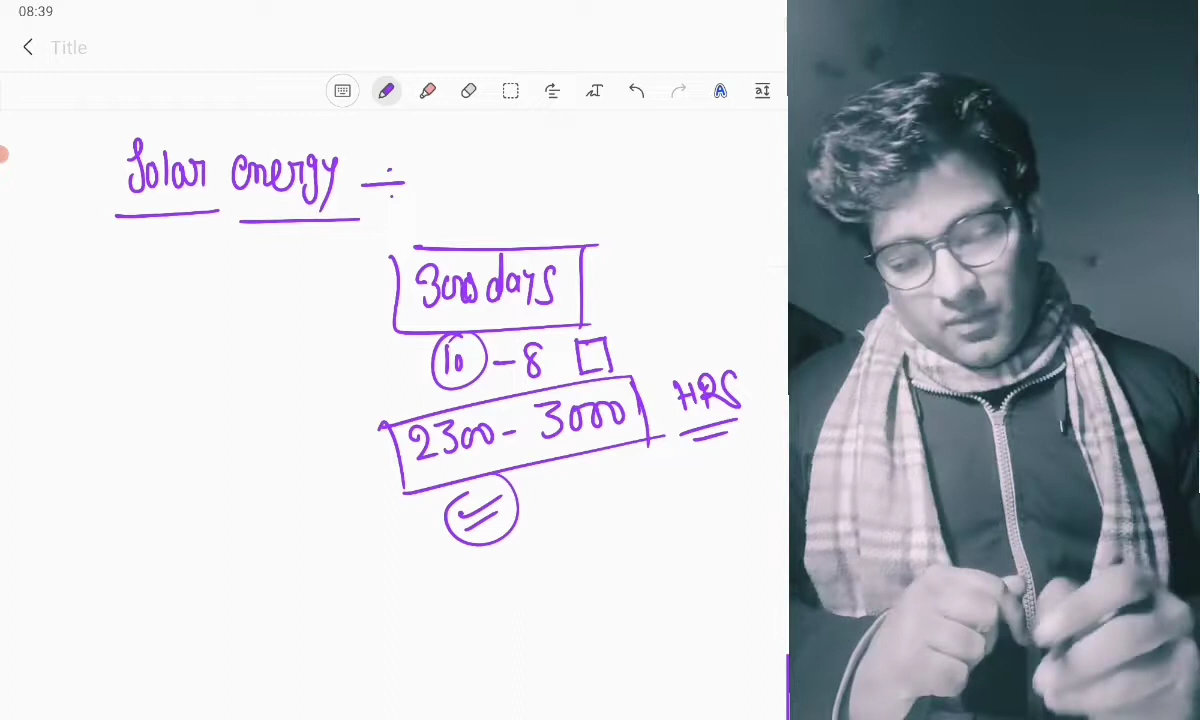 08:39
Title
Solar energy ÷
300 days
10 - 8
2300 - 3000 HRS